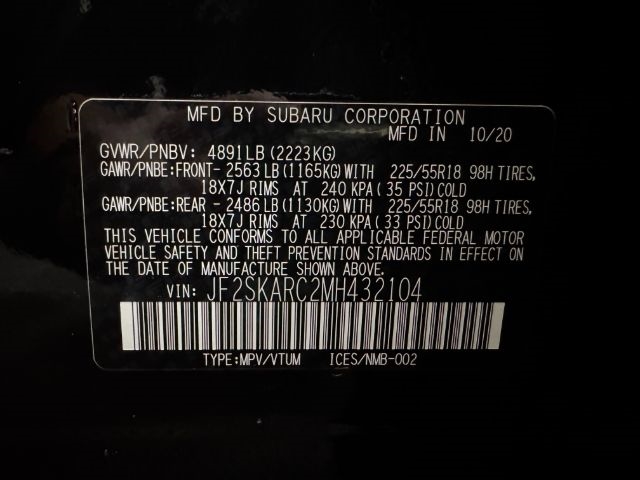 MFD BY SUBARU CORPORATION
MFD IN 10/20
GVWR/PNBV: 4891LB (2223KG)
GAWR/PNBE:FRONT- 2563 LB (1165KG) WITH 225/55R18 98H TIRES,
18X7J RIMS AT 240 KPA (35 PSI) COLD
GAWR/PNBE:REAR - 2486 LB (1130KG) WITH 225/55R18 98H TIRES,
18X7J RIMS AT 230 KPA (33 PSI) COLD
THIS VEHICLE CONFORMS TO ALL APPLICABLE FEDERAL MOTOR
VEHICLE SAFETY AND THEFT PREVENTION STANDARDS IN EFFECT ON
THE DATE OF MANUFACTURE SHOWN ABOVE.
VIN: JF2SKARC2MH432104
TYPE:MPV/VTUM ICES/NMB-002